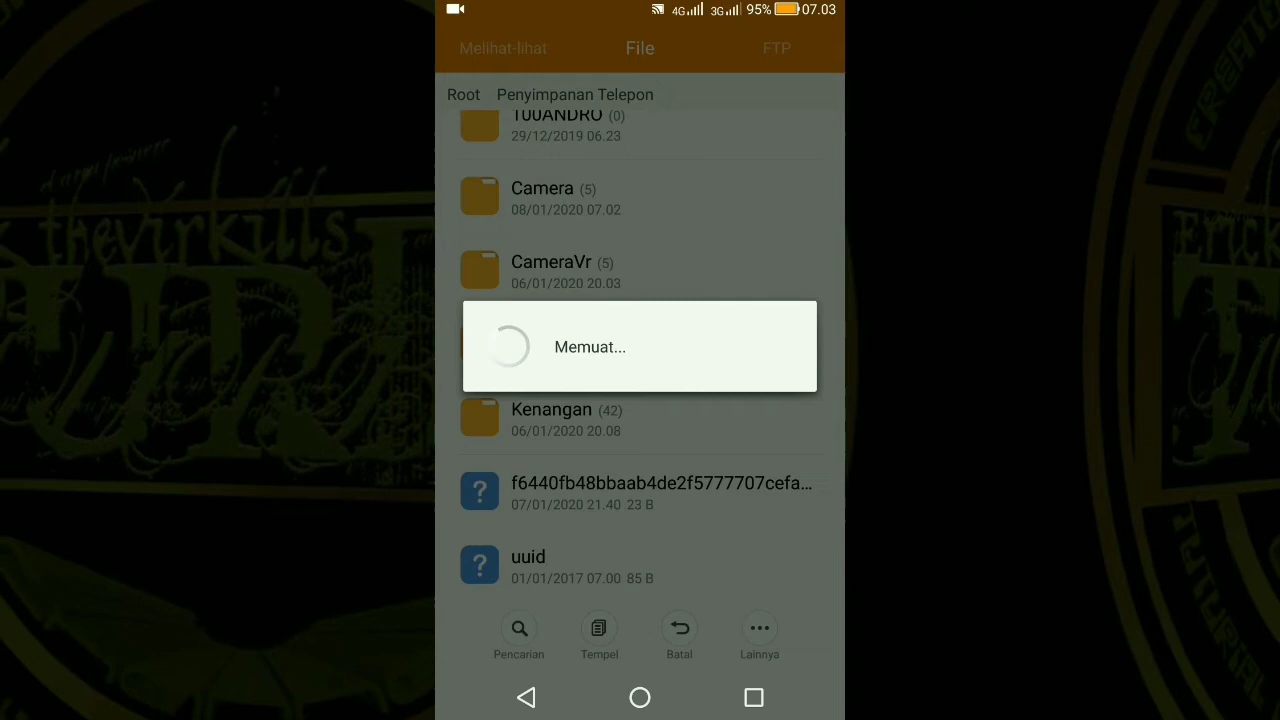 4G 3G 95% 07.03
Melihat-lihat File FTP
Root Penyimpanan Telepon
100ANDRO (0)
29/12/2019 06.23
Camera (5)
08/01/2020 07.02
CameraVr (5)
06/01/2020 20.03
Memuat...
Kenangan (42)
06/01/2020 20.08
f6440fb48bbaab4de2f5777707cefa...
07/01/2020 21.40 23 B
uuid
01/01/2017 07.00 85 B
Pencarian Tempel Batal Lainnya
thevirkills